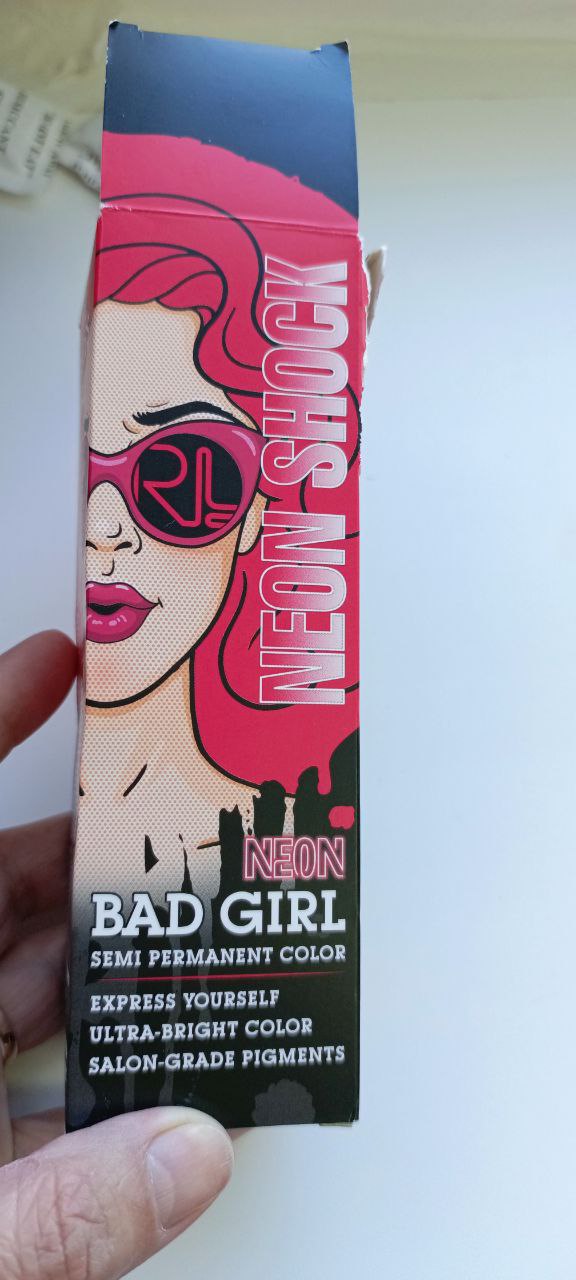 NEON SHOCK
NEON
BAD GIRL
SEMI PERMANENT COLOR
EXPRESS YOURSELF
ULTRA-BRIGHT COLOR
SALON-GRADE PIGMENTS